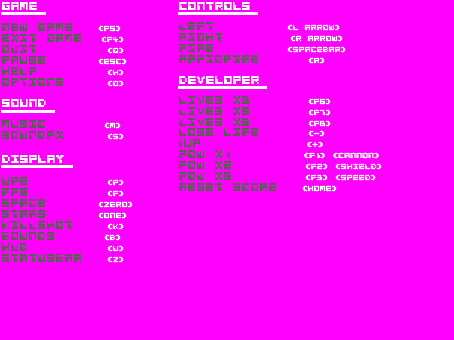 GAME
NEW GAME (F5)
EXIT GAME (F4)
QUIT (Q)
PAUSE (ESC)
HELP (H)
OPTIONS (O)
SOUND
MUSIC (M)
SOUNDFX (S)
DISPLAY
UPS (P)
FPS (F)
SPACE (ZERO)
STARS (ONE)
KILLSHOT (K)
BOUNDS (B)
HUD (U)
STATUSBAR (Z)
CONTROLS
LEFT (L ARROW)
RIGHT (R ARROW)
FIRE (SPACEBAR)
RAPIDFIRE (R)
DEVELOPER
LIVES X3 (F6)
LIVES X9 (F7)
LIVES X6 (F8)
LOSE LIFE (-)
1UP (+)
POW X1 (F1) (CANNON)
POW X2 (F2) (SHIELD)
POW X3 (F3) (SPEED)
RESET SCORE (HOME)